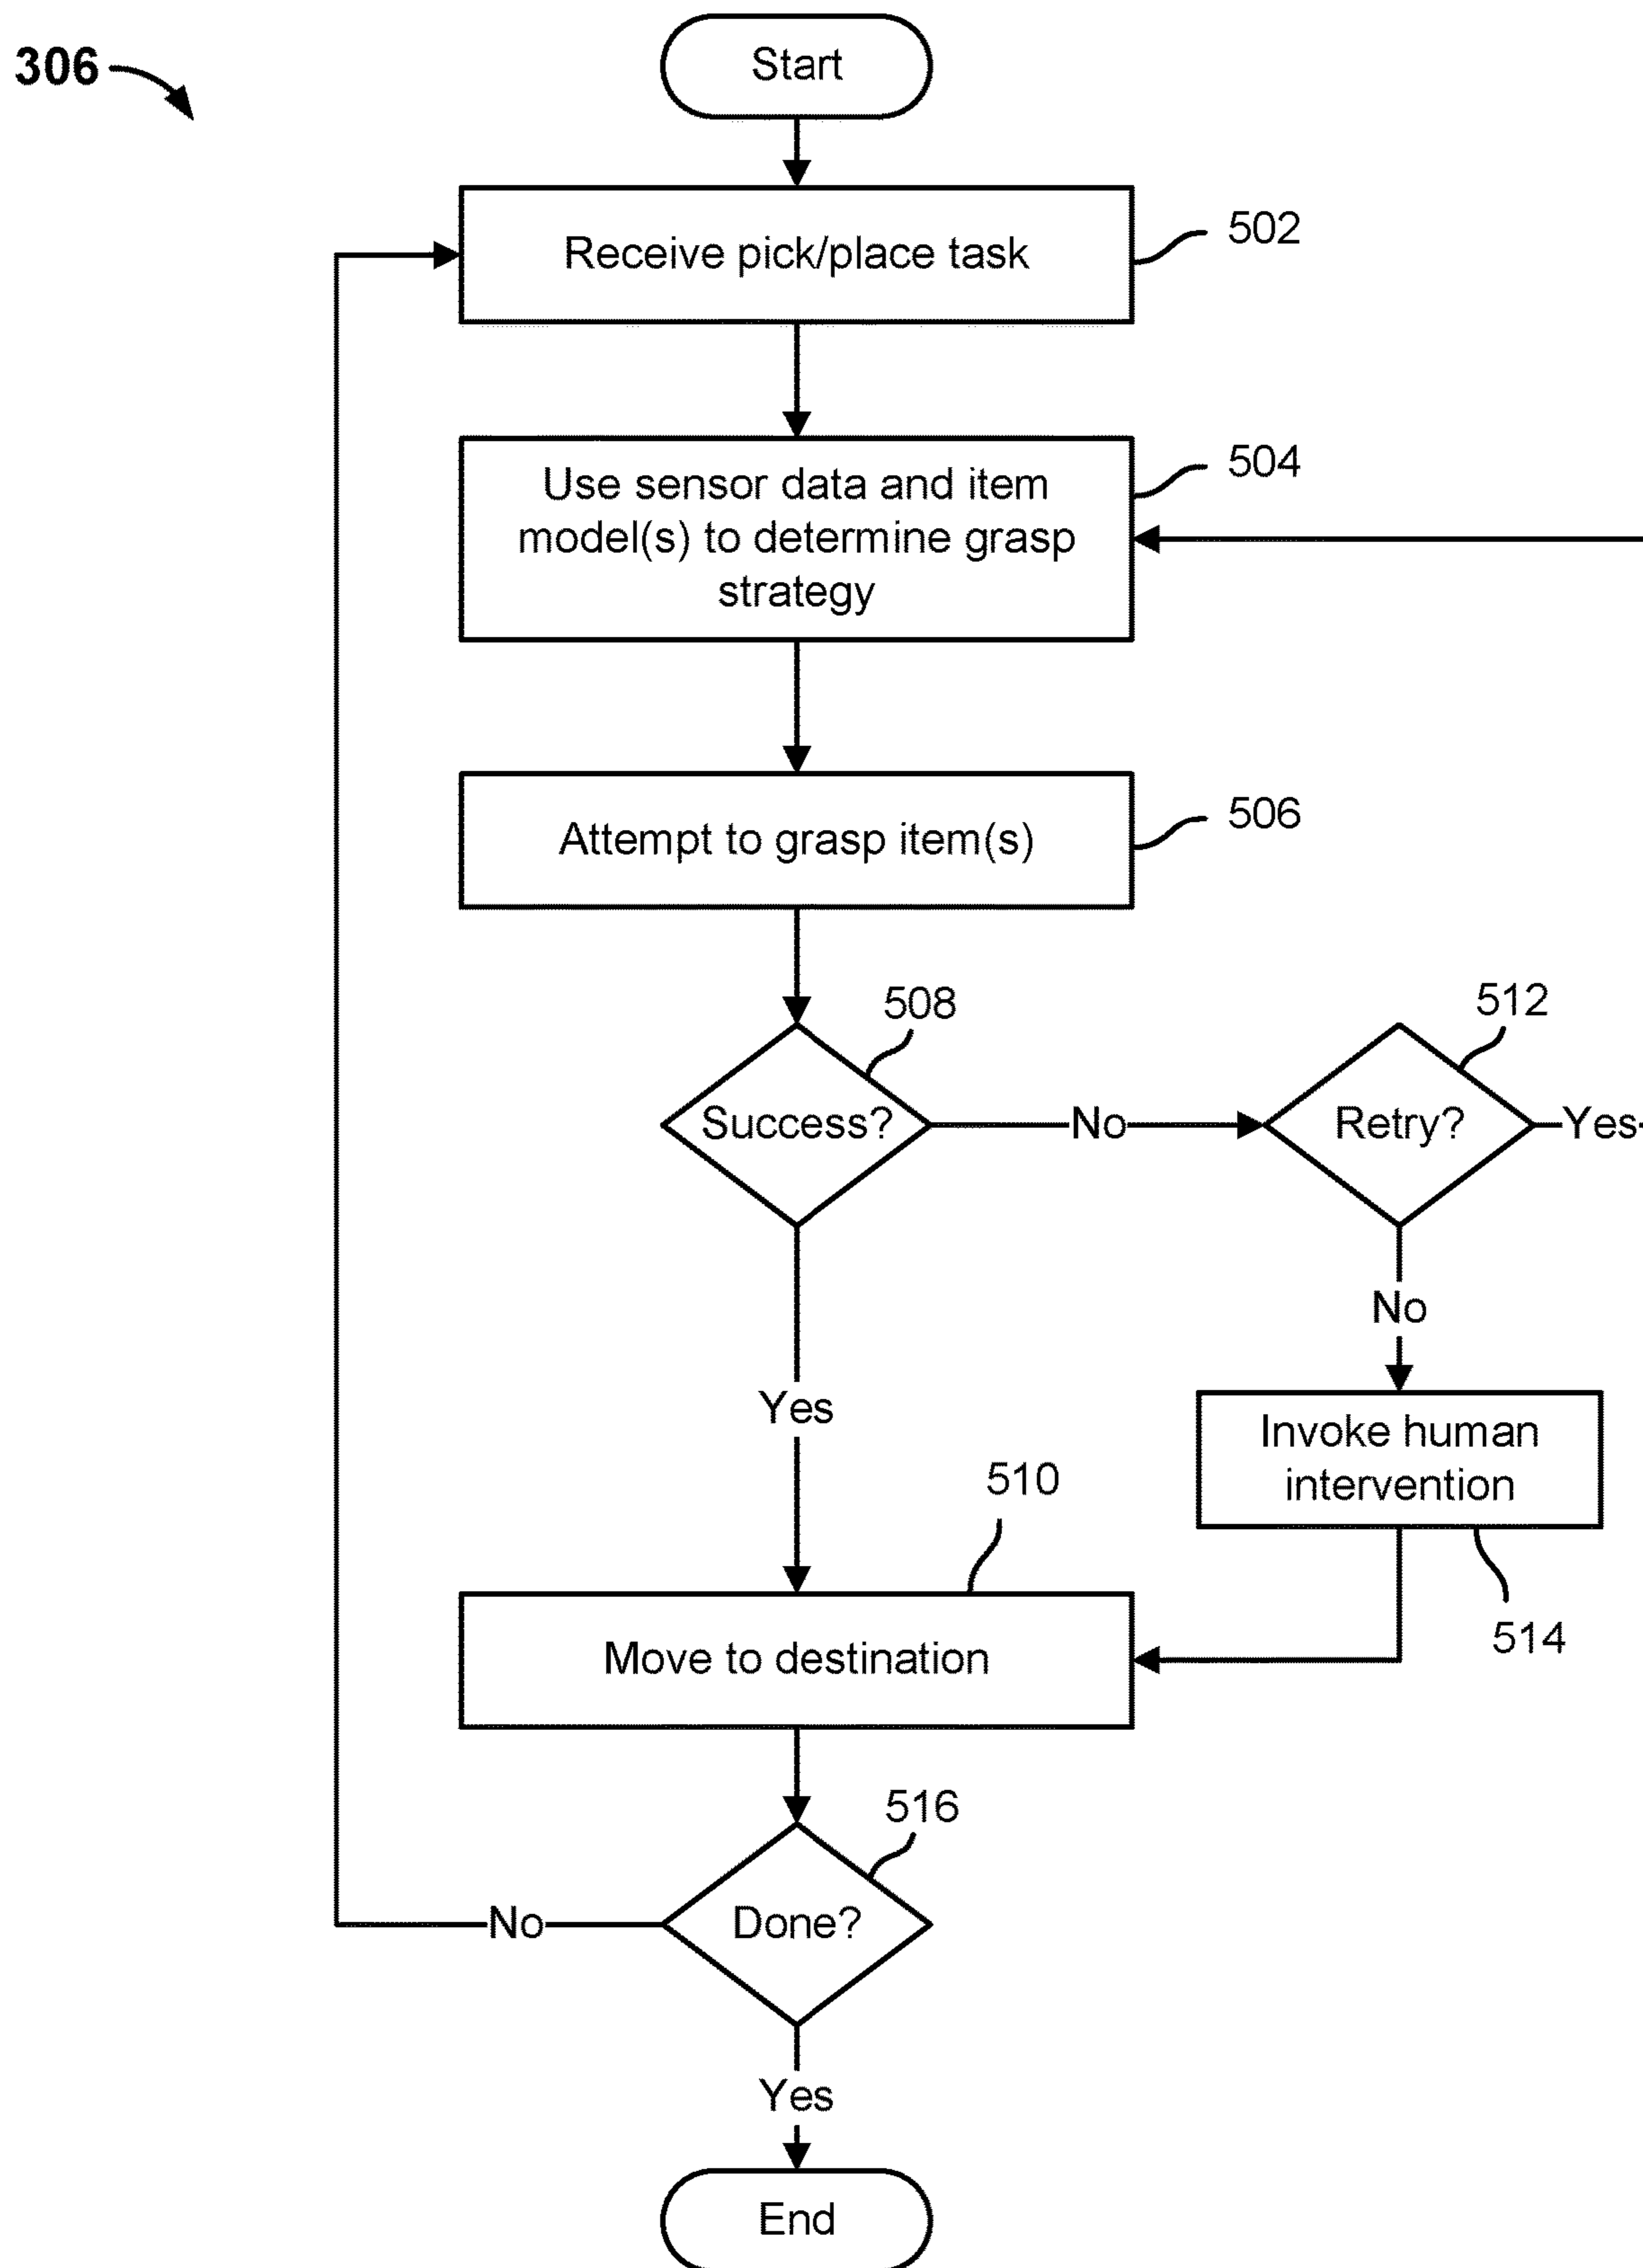 306
Start
Receive pick/place task
502
Use sensor data and item
model(s) to determine grasp
strategy
504
Attempt to grasp item(s)
506
508
512
Success?
No
Retry?
Yes
No
Yes
Invoke human
intervention
510
514
Move to destination
516
No
Done?
Yes
End